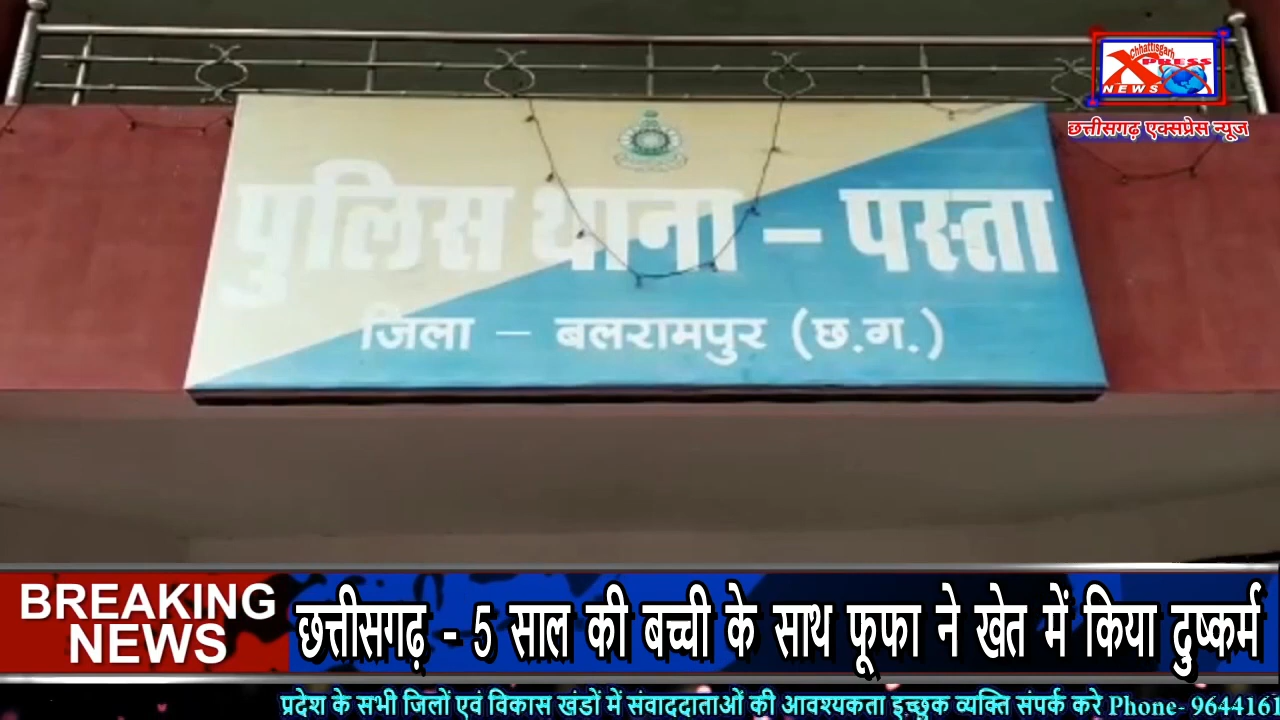 Chhattisgarh
XPRESS
NEWS
छत्तीसगढ़ एक्सप्रेस न्यूज
पुलिस थाना – पस्ता
जिला – बलरामपुर (छ.ग.)
BREAKING
NEWS
छत्तीसगढ़ - 5 साल की बच्ची के साथ फूफा ने खेत में किया दुष्कर्म
प्रदेश के सभी जिलों एवं विकास खंडों में संवाददाताओं की आवश्यकता इच्छुक व्यक्ति संपर्क करे Phone- 9644161